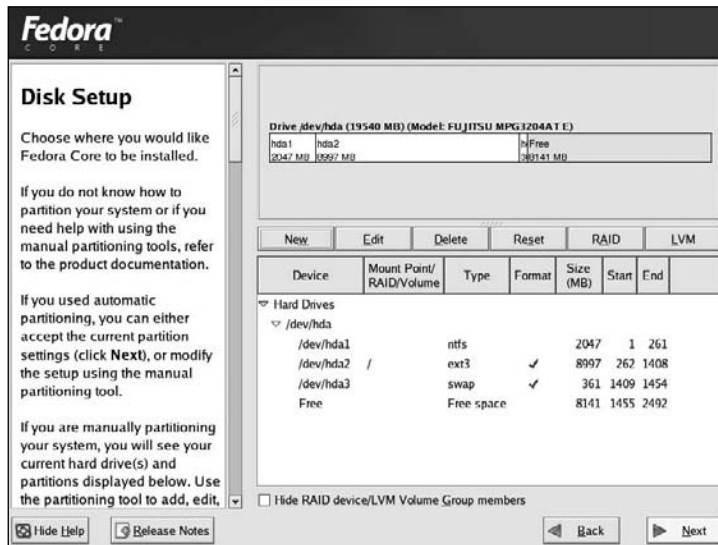 Fedora™
CORE
Disk Setup
Choose where you would like
Fedora Core to be installed.
If you do not know how to
partition your system or if you
need help with using the
manual partitioning tools, refer
to the product documentation.
If you used automatic
partitioning, you can either
accept the current partition
settings (click Next), or modify
the setup using the manual
partitioning tool.
If you are manually partitioning
your system, you will see your
current hard drive(s) and
partitions displayed below. Use
the partitioning tool to add, edit,
Drive /dev/hda (19540 MB) (Model: FUJITSU MPG3204AT E)
hda1 hda2 Free
2047 MB 8997 MB 8141 MB
New Edit Delete Reset RAID LVM
Device Mount Point/ RAID/Volume Type Format Size (MB) Start End
Hard Drives
/dev/hda
/dev/hda1 ntfs 2047 1 261
/dev/hda2 / ext3 ✓ 8997 262 1408
/dev/hda3 swap ✓ 361 1409 1454
Free Free space 8141 1455 2492
Hide RAID device/LVM Volume Group members
Hide Help Release Notes Back Next